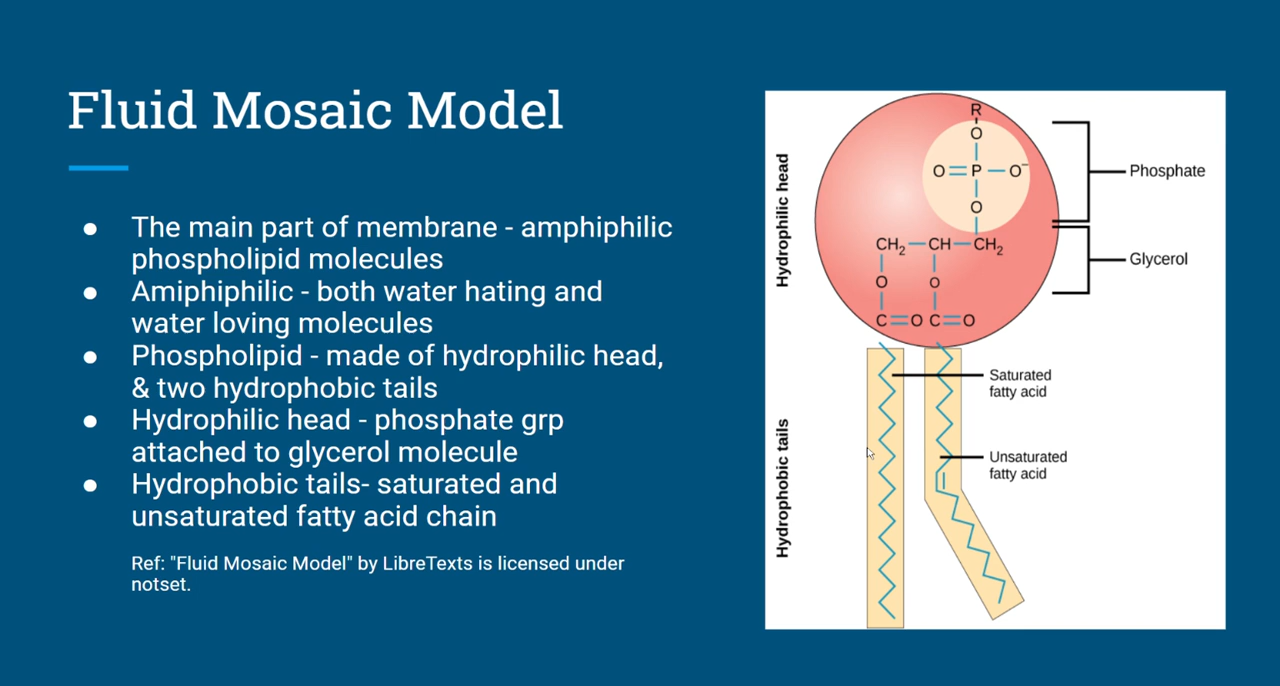 Fluid Mosaic Model
● The main part of membrane - amphiphilic
phospholipid molecules
● Amiphiphilic - both water hating and
water loving molecules
● Phospholipid - made of hydrophilic head,
& two hydrophobic tails
● Hydrophilic head - phosphate grp
attached to glycerol molecule
● Hydrophobic tails- saturated and
unsaturated fatty acid chain
Ref: "Fluid Mosaic Model" by LibreTexts is licensed under
notset.
Hydrophilic head
R
O
O P O⁻
O
CH₂ CH CH₂
O O
C O C O
Phosphate
Glycerol
Hydrophobic tails
Saturated
fatty acid
Unsaturated
fatty acid